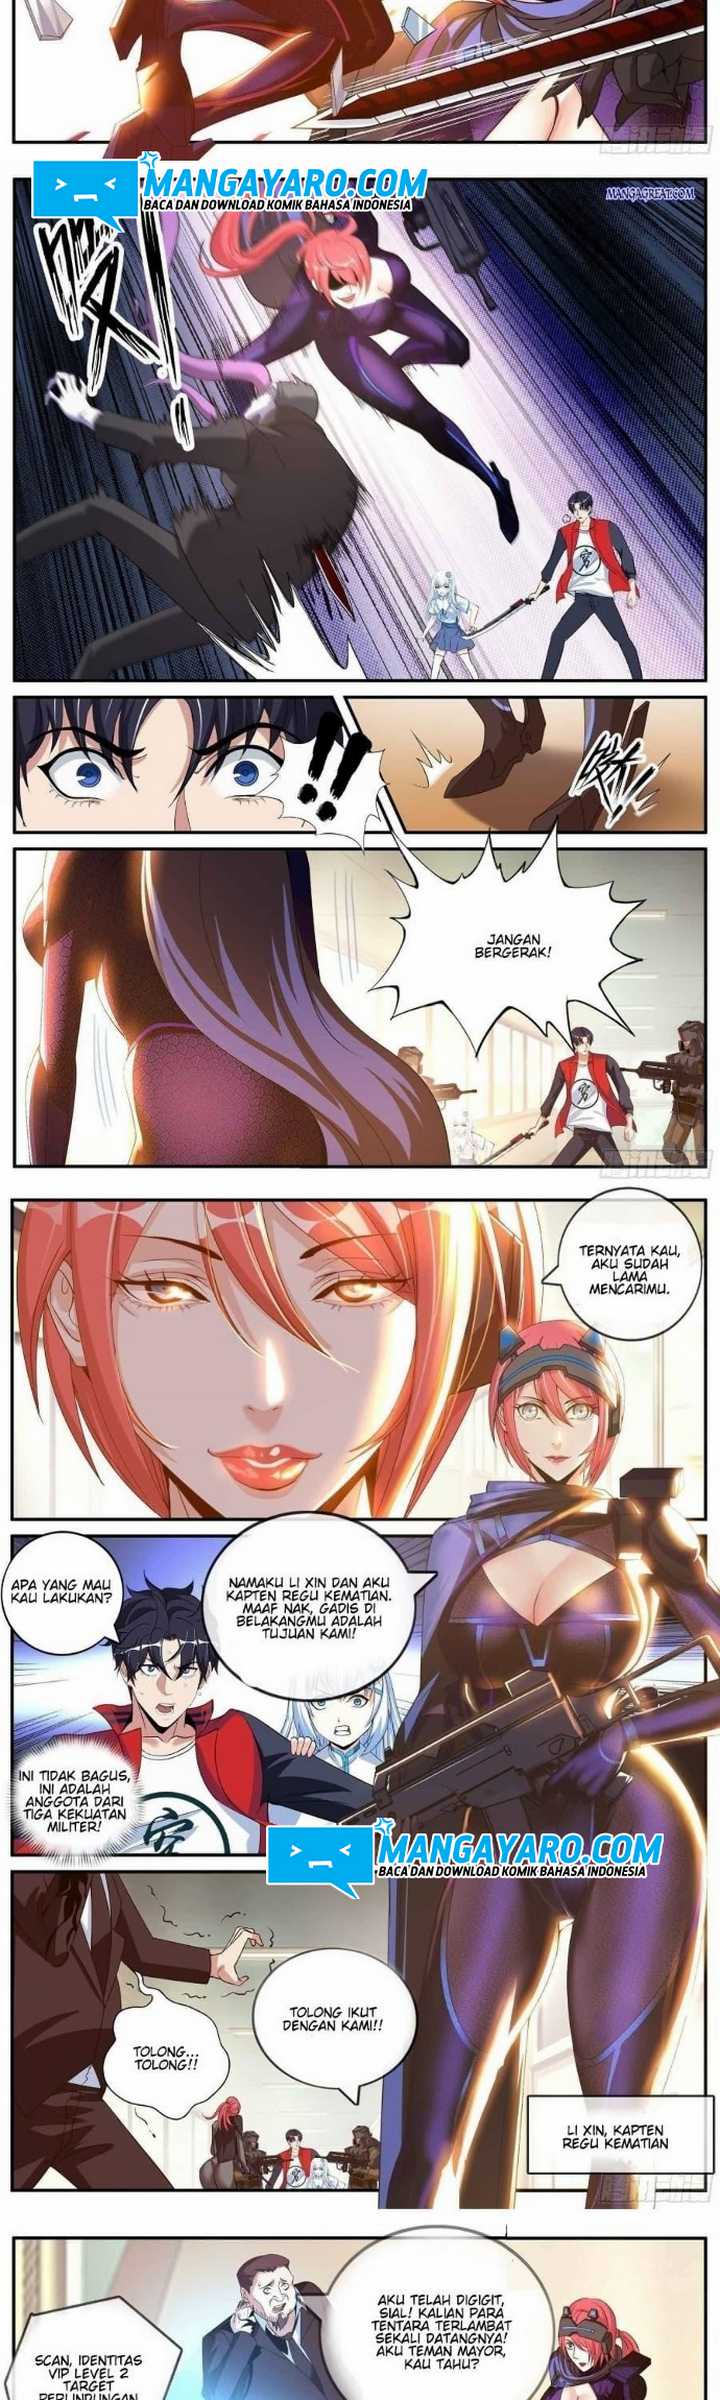 MANGAYARO.COM
BACA DAN DOWNLOAD KOMIK BAHASA INDONESIA
MANGAGREAT.COM
!!
JANGAN
BERGERAK!
TERNYATA KAU,
AKU SUDAH
LAMA
MENCARIMU.
APA YANG MAU
KAU LAKUKAN?
NAMAKU LI XIN DAN AKU
KAPTEN REGU KEMATIAN.
MAAF NAK, GADIS DI
BELAKANGMU ADALAH
TUJUAN KAMI!
INI TIDAK BAGUS,
INI ADALAH
ANGGOTA DARI
TIGA KEKUATAN
MILITER!
MANGAYARO.COM
BACA DAN DOWNLOAD KOMIK BAHASA INDONESIA
TOLONG IKUT
DENGAN KAMI!!
TOLONG...
TOLONG!!
LI XIN, KAPTEN
REGU KEMATIAN
AKU TELAH DIGIGIT,
SIAL! KALIAN PARA
TENTARA TERLAMBAT
SEKALI DATANGNYA!
AKU TEMAN MAYOR,
KAU TAHU?
SCAN, IDENTITAS
VIP LEVEL 2
TARGET
PERLINDUNGAN